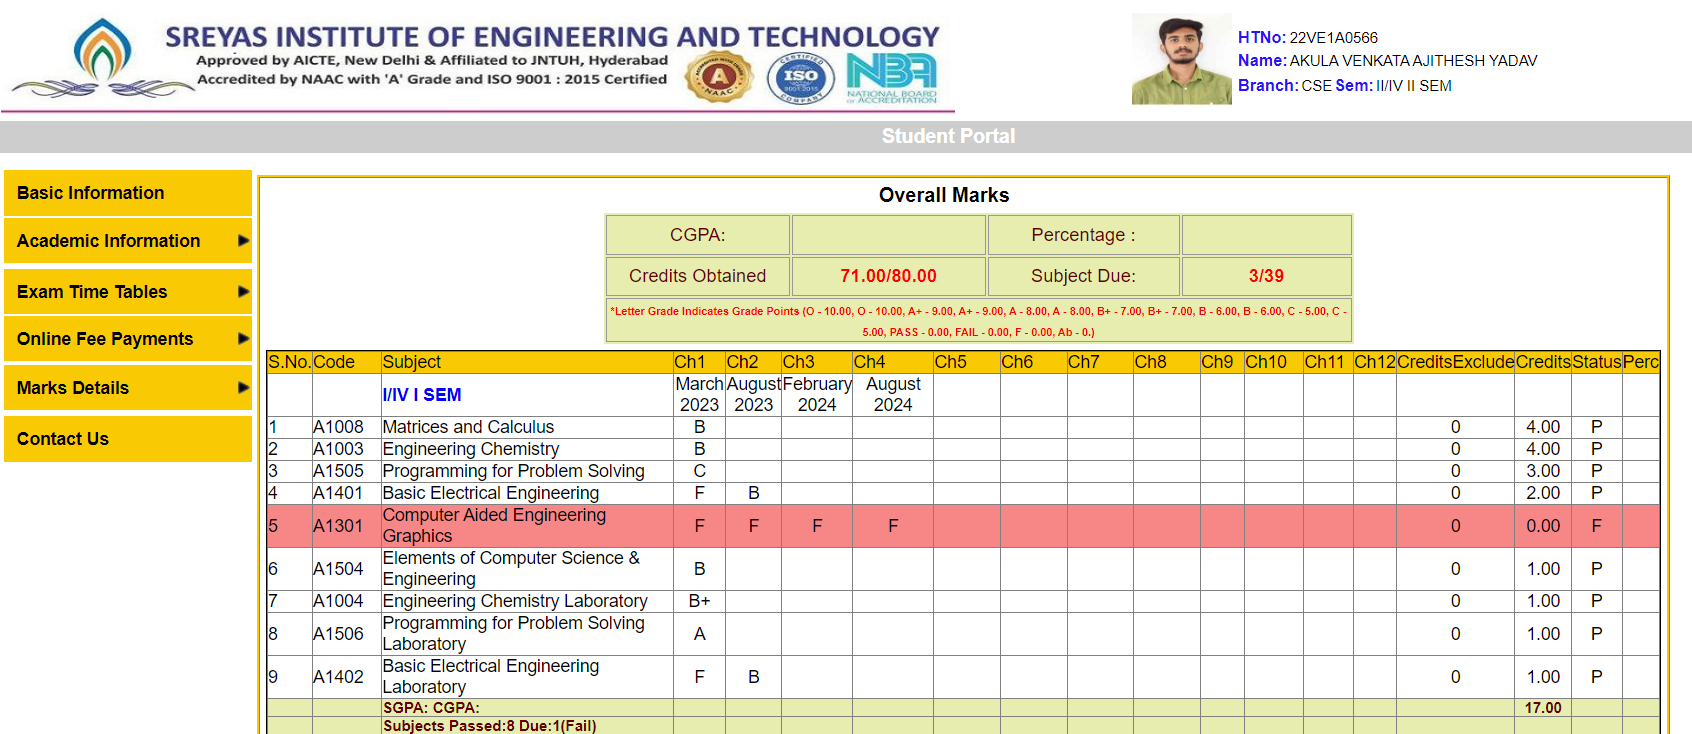 SREYAS INSTITUTE OF ENGINEERING AND TECHNOLOGY
Approved by AICTE, New Delhi & Affiliated to JNTUH, Hyderabad
Accredited by NAAC with 'A' Grade and ISO 9001 : 2015 Certified
A
NAAC
CERTIFIED
ISO
9001:2015
COMPANY
NBA
NATIONAL BOARD
of ACCREDITATION
HTNo: 22VE1A0566
Name: AKULA VENKATA AJITHESH YADAV
Branch: CSE Sem: II/IV II SEM
Student Portal
Basic Information
Academic Information
Exam Time Tables
Online Fee Payments
Marks Details
Contact Us
Overall Marks
CGPA: Percentage :
Credits Obtained 71.00/80.00 Subject Due: 3/39
*Letter Grade Indicates Grade Points (O - 10.00, O - 10.00, A+ - 9.00, A+ - 9.00, A - 8.00, A - 8.00, B+ - 7.00, B+ - 7.00, B - 6.00, B - 6.00, C - 5.00, C -
5.00, PASS - 0.00, FAIL - 0.00, F - 0.00, Ab - 0.)
S.No. Code Subject Ch1 Ch2 Ch3 Ch4 Ch5 Ch6 Ch7 Ch8 Ch9 Ch10 Ch11 Ch12 CreditsExclude Credits Status Perc
I/IV I SEM March 2023 August 2023 February 2024 August 2024
1 A1008 Matrices and Calculus B 0 4.00 P
2 A1003 Engineering Chemistry B 0 4.00 P
3 A1505 Programming for Problem Solving C 0 3.00 P
4 A1401 Basic Electrical Engineering F B 0 2.00 P
5 A1301 Computer Aided Engineering Graphics F F F F 0 0.00 F
6 A1504 Elements of Computer Science & Engineering B 0 1.00 P
7 A1004 Engineering Chemistry Laboratory B+ 0 1.00 P
8 A1506 Programming for Problem Solving Laboratory A 0 1.00 P
9 A1402 Basic Electrical Engineering Laboratory F B 0 1.00 P
SGPA: CGPA: 17.00
Subjects Passed:8 Due:1(Fail)